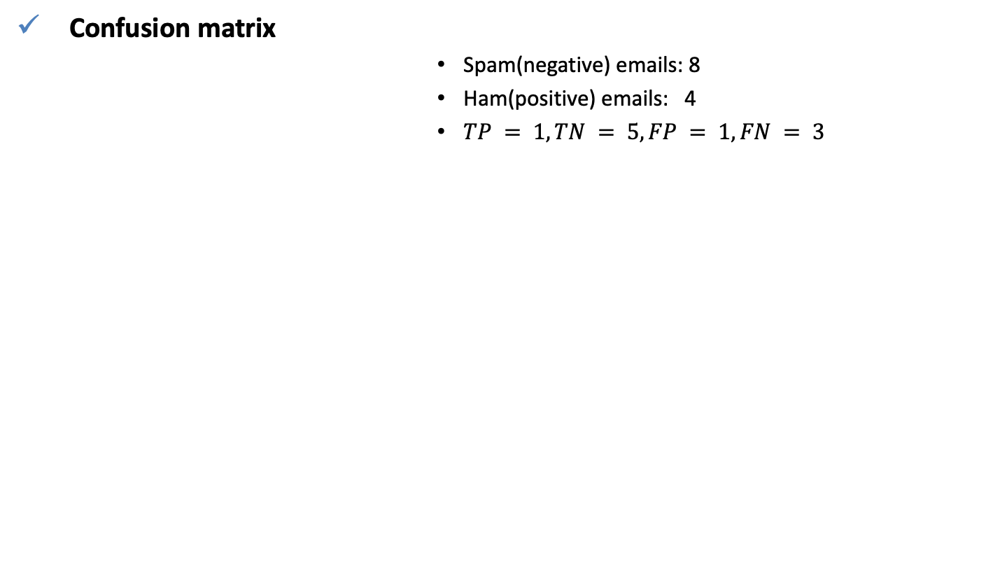 ✓ Confusion matrix
• Spam(negative) emails: 8
• Ham(positive) emails: 4
• TP = 1, TN = 5, FP = 1, FN = 3